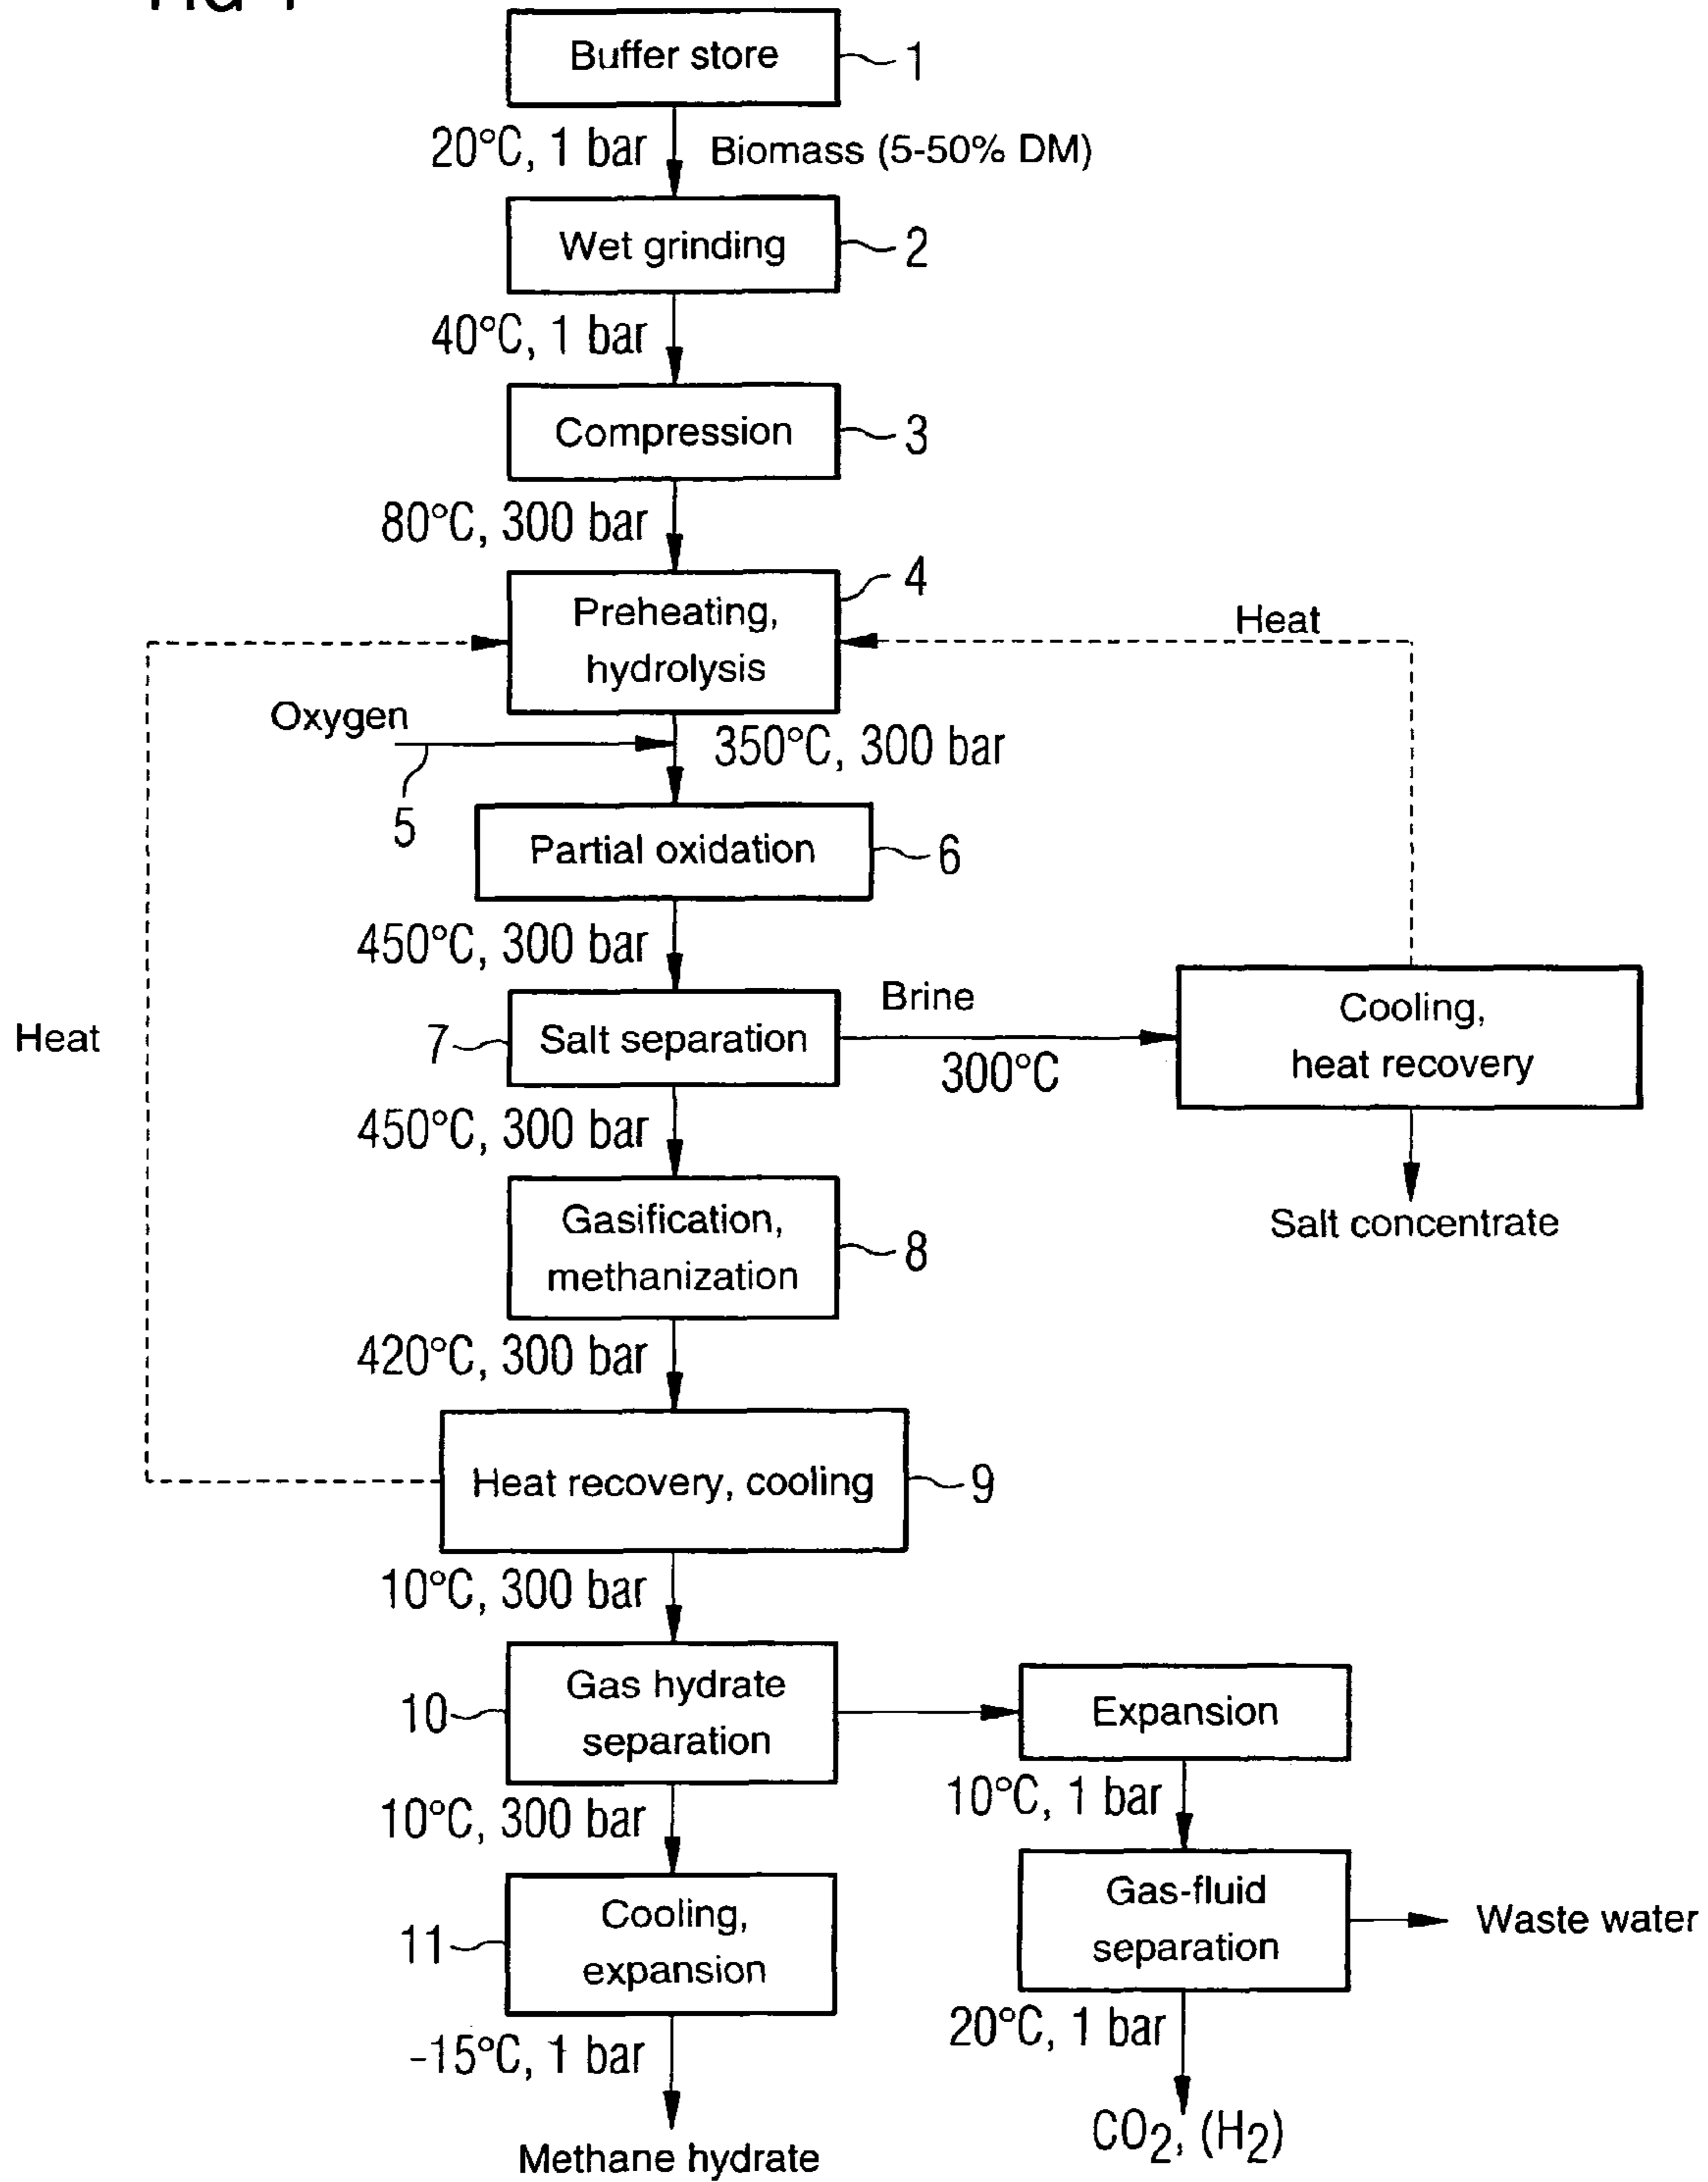 Buffer store
1
20°C, 1 bar
Biomass (5-50% DM)
Wet grinding
2
40°C, 1 bar
Compression
3
80°C, 300 bar
4
Preheating,
hydrolysis
Heat
Oxygen
5
350°C, 300 bar
Partial oxidation
6
450°C, 300 bar
Brine
Cooling,
heat recovery
Heat
7
Salt separation
300°C
450°C, 300 bar
Salt concentrate
Gasification,
methanization
8
420°C, 300 bar
Heat recovery, cooling
9
10°C, 300 bar
Gas hydrate
separation
10
Expansion
10°C, 300 bar
10°C, 1 bar
Cooling,
expansion
11
Gas-fluid
separation
Waste water
-15°C, 1 bar
20°C, 1 bar
Methane hydrate
CO2, (H2)